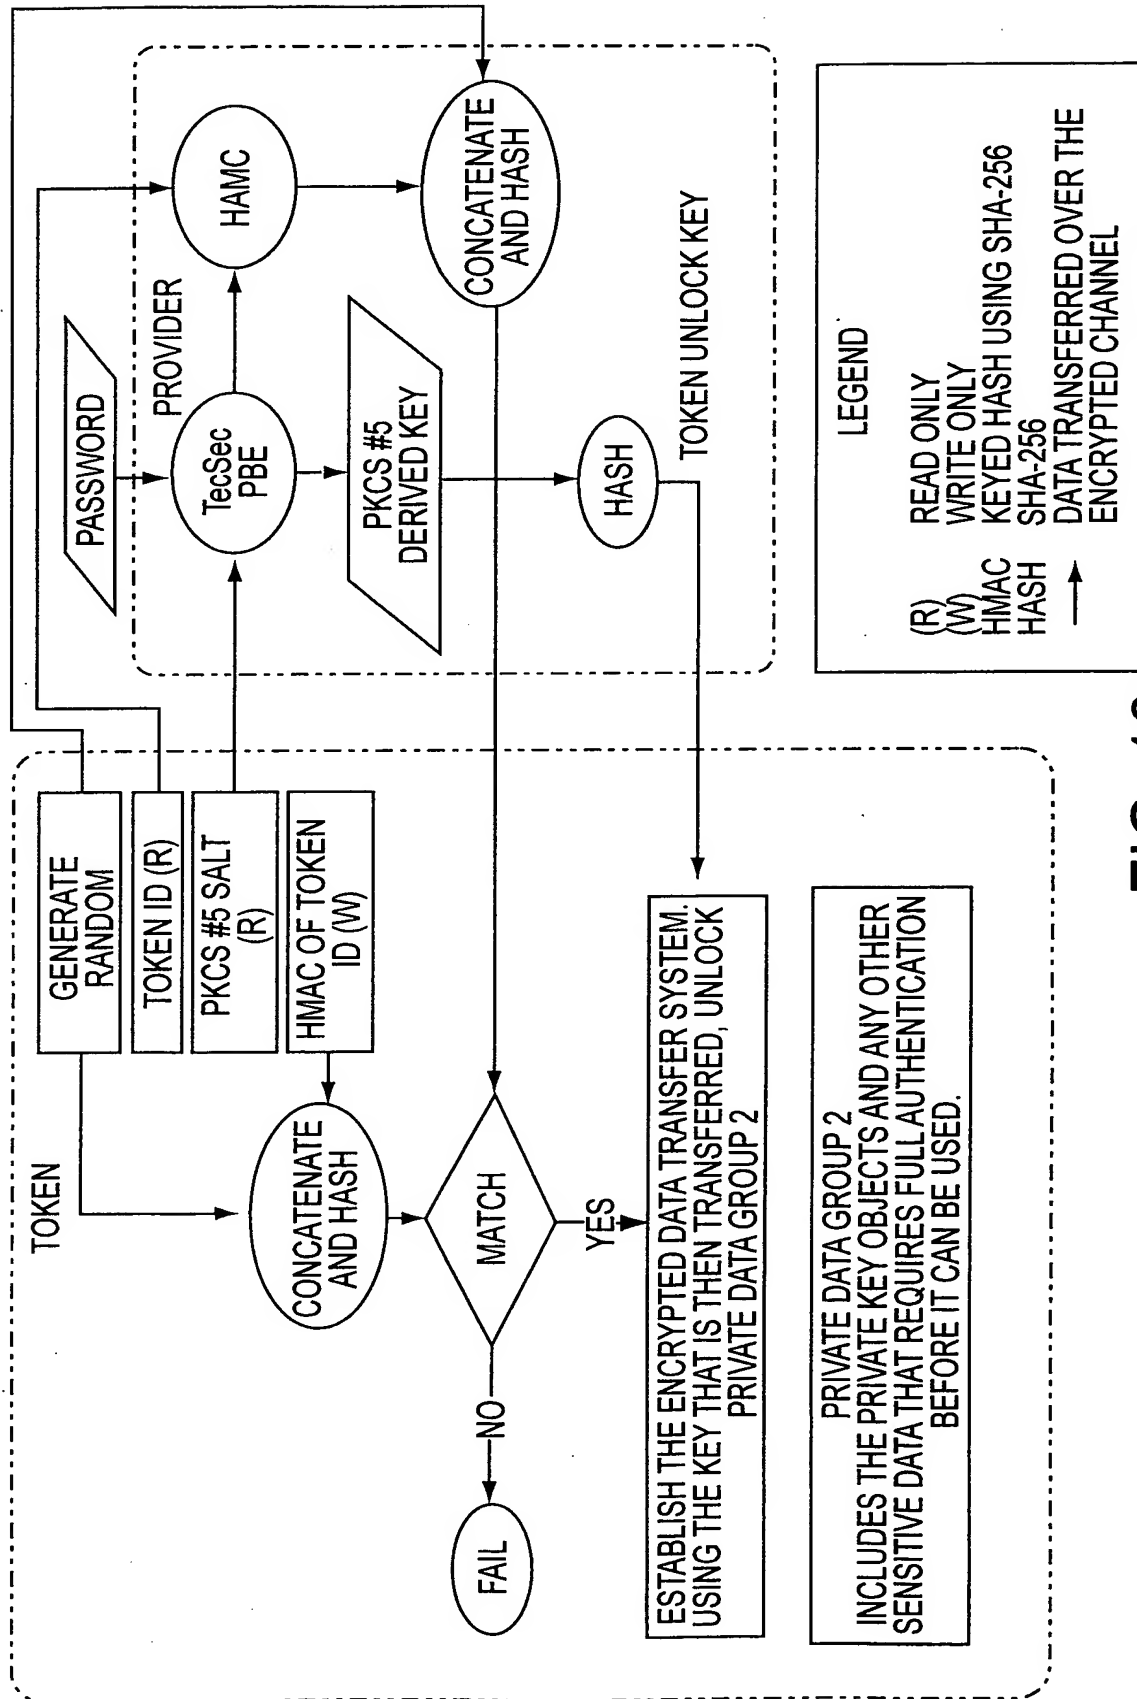 TOKEN
GENERATE
RANDOM
TOKEN ID (R)
PKCS #5 SALT
(R)
HMAC OF TOKEN
ID (W)
CONCATENATE
AND HASH
MATCH
NO
FAIL
YES
ESTABLISH THE ENCRYPTED DATA TRANSFER SYSTEM.
USING THE KEY THAT IS THEN TRANSFERRED, UNLOCK
PRIVATE DATA GROUP 2
PRIVATE DATA GROUP 2
INCLUDES THE PRIVATE KEY OBJECTS AND ANY OTHER
SENSITIVE DATA THAT REQUIRES FULL AUTHENTICATION
BEFORE IT CAN BE USED.
PASSWORD
PROVIDER
TecSec
PBE
HAMC
PKCS #5
DERIVED KEY
CONCATENATE
AND HASH
HASH
TOKEN UNLOCK KEY
LEGEND
(R) READ ONLY
(W) WRITE ONLY
HMAC KEYED HASH USING SHA-256
HASH SHA-256
DATA TRANSFERRED OVER THE
ENCRYPTED CHANNEL